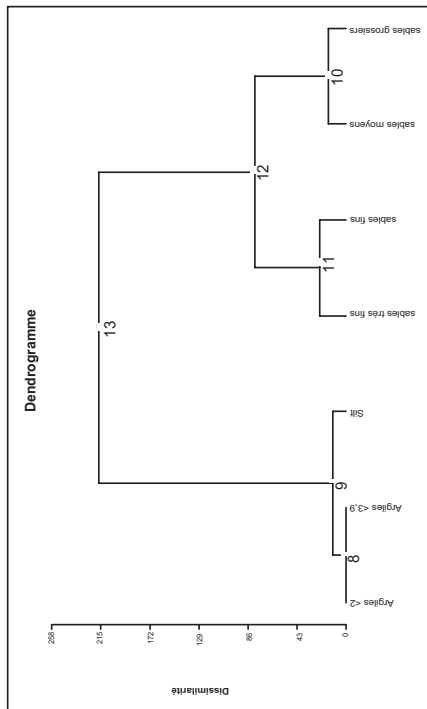 Dendrogramme
Dissimilarité
258
215
172
129
86
43
0
13
12
11
10
9
8
Argiles <2
Argiles <3,9
Silt
sables très fins
sables fins
sables moyens
sables grossiers